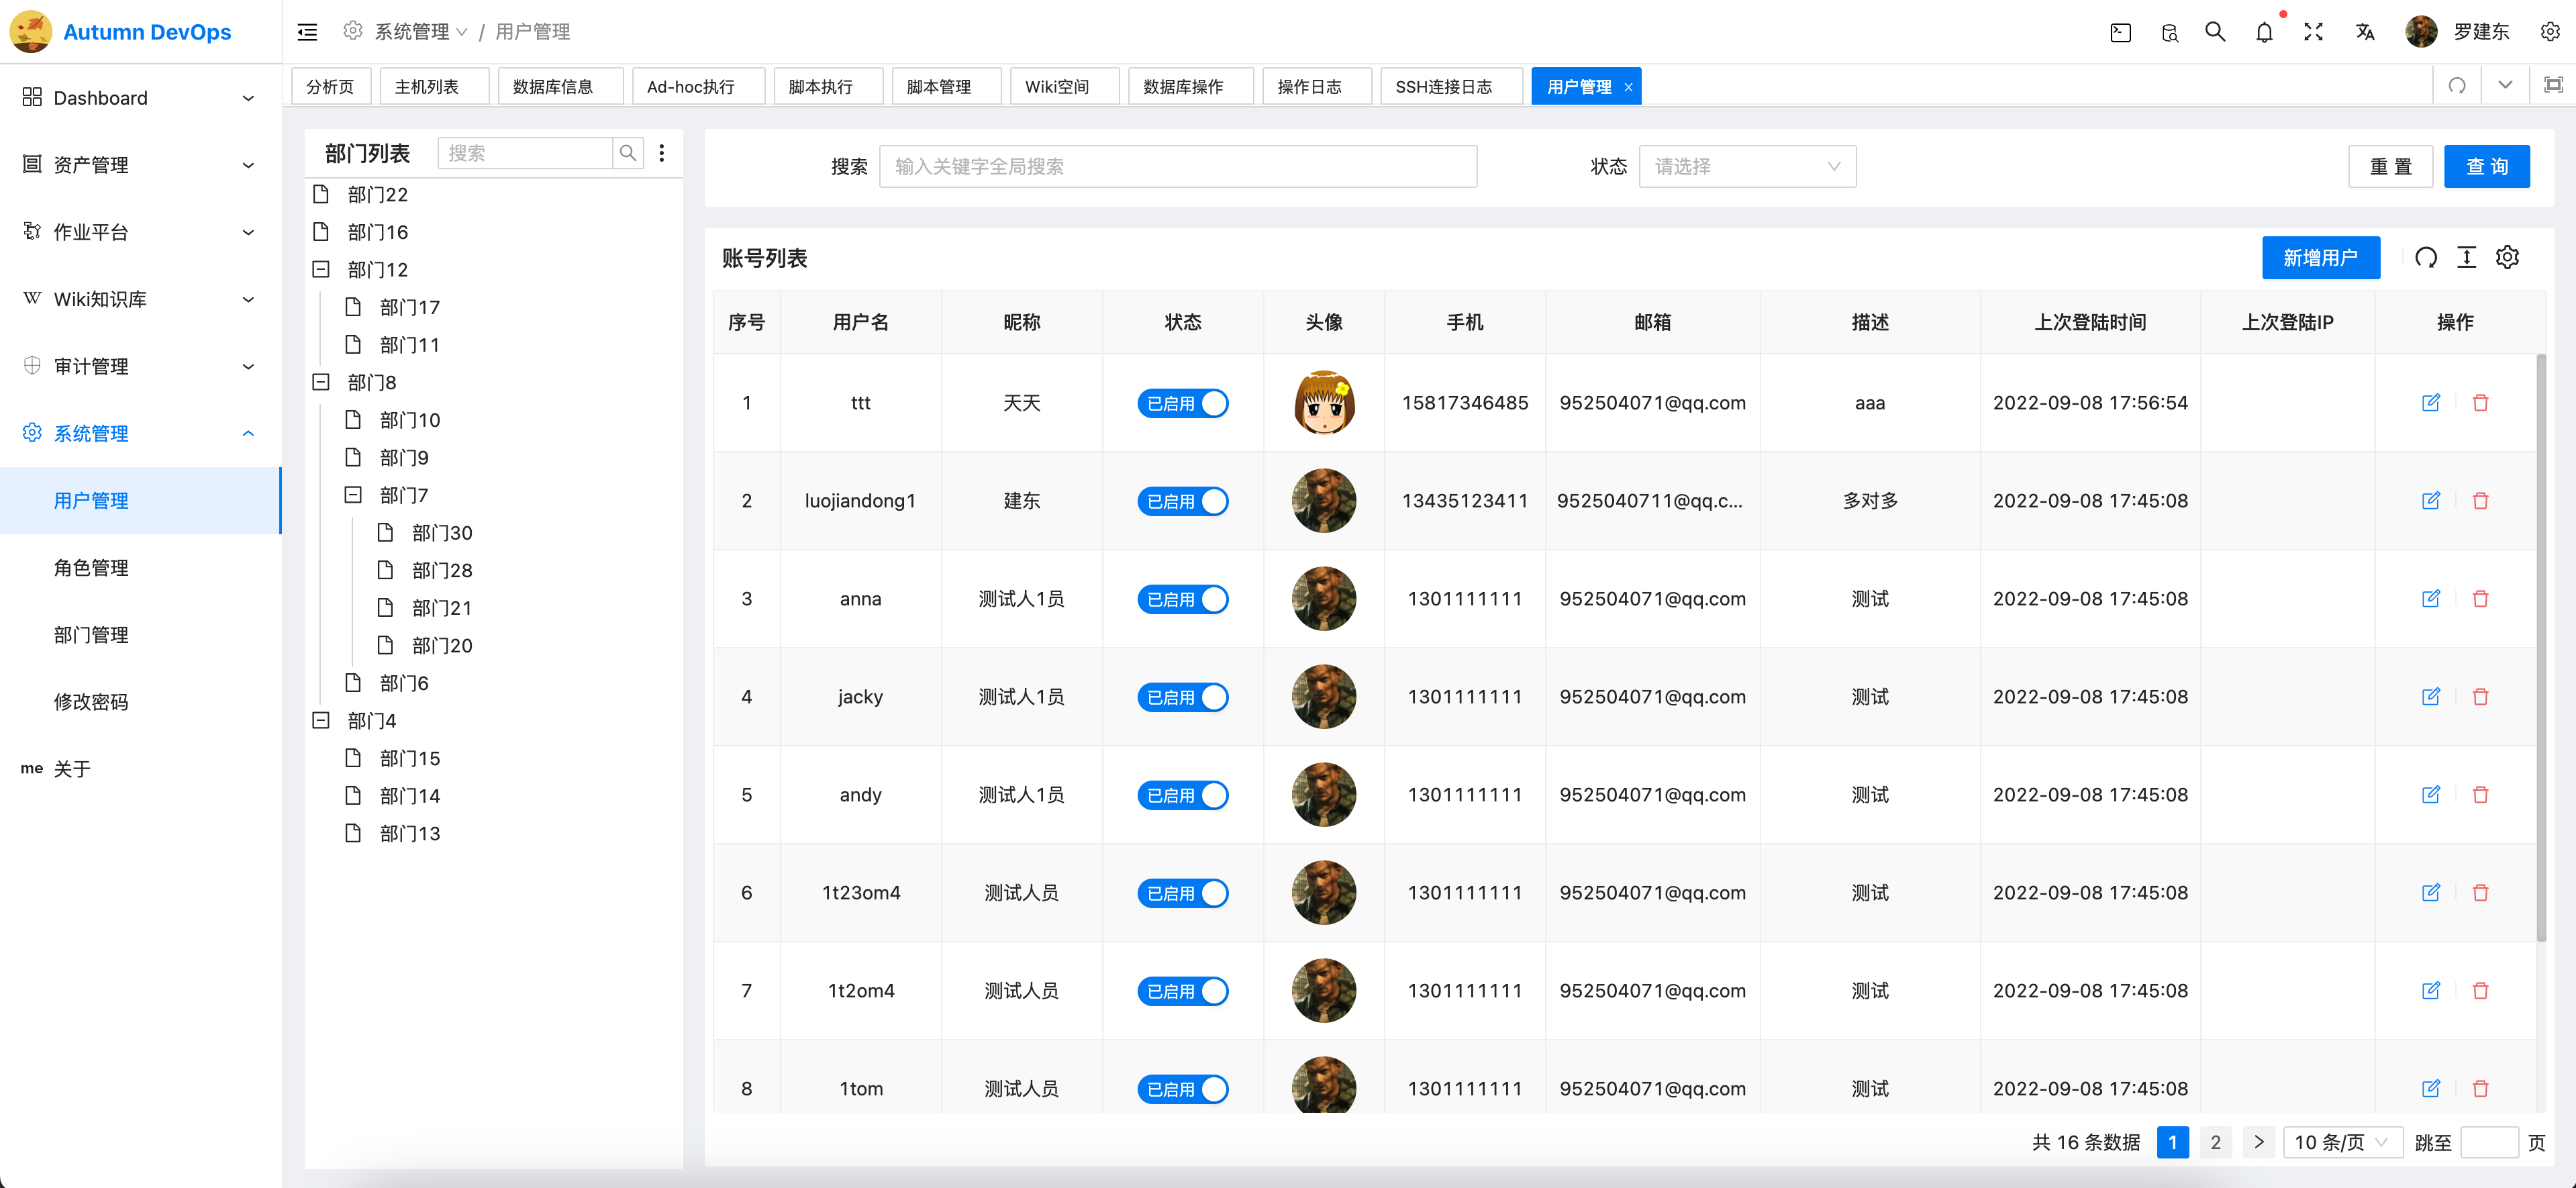 Autumn DevOps
系统管理 / 用户管理
罗建东
分析页 主机列表 数据库信息 Ad-hoc执行 脚本执行 脚本管理 Wiki空间 数据库操作 操作日志 SSH连接日志 用户管理 ×
Dashboard
资产管理
作业平台
Wiki知识库
审计管理
系统管理
用户管理
角色管理
部门管理
修改密码
me 关于
部门列表 搜索
部门22
部门16
部门12
部门17
部门11
部门8
部门10
部门9
部门7
部门30
部门28
部门21
部门20
部门6
部门4
部门15
部门14
部门13
搜索 输入关键字全局搜索 状态 请选择 重 置 查 询
账号列表 新增用户
序号 用户名 昵称 状态 头像 手机 邮箱 描述 上次登陆时间 上次登陆IP 操作
1 ttt 天天 已启用 15817346485 952504071@qq.com aaa 2022-09-08 17:56:54
2 luojiandong1 建东 已启用 13435123411 9525040711@qq.c... 多对多 2022-09-08 17:45:08
3 anna 测试人1员 已启用 1301111111 952504071@qq.com 测试 2022-09-08 17:45:08
4 jacky 测试人1员 已启用 1301111111 952504071@qq.com 测试 2022-09-08 17:45:08
5 andy 测试人1员 已启用 1301111111 952504071@qq.com 测试 2022-09-08 17:45:08
6 1t23om4 测试人员 已启用 1301111111 952504071@qq.com 测试 2022-09-08 17:45:08
7 1t2om4 测试人员 已启用 1301111111 952504071@qq.com 测试 2022-09-08 17:45:08
8 1tom 测试人员 已启用 1301111111 952504071@qq.com 测试 2022-09-08 17:45:08
共 16 条数据 1 2 > 10 条/页 跳至 页